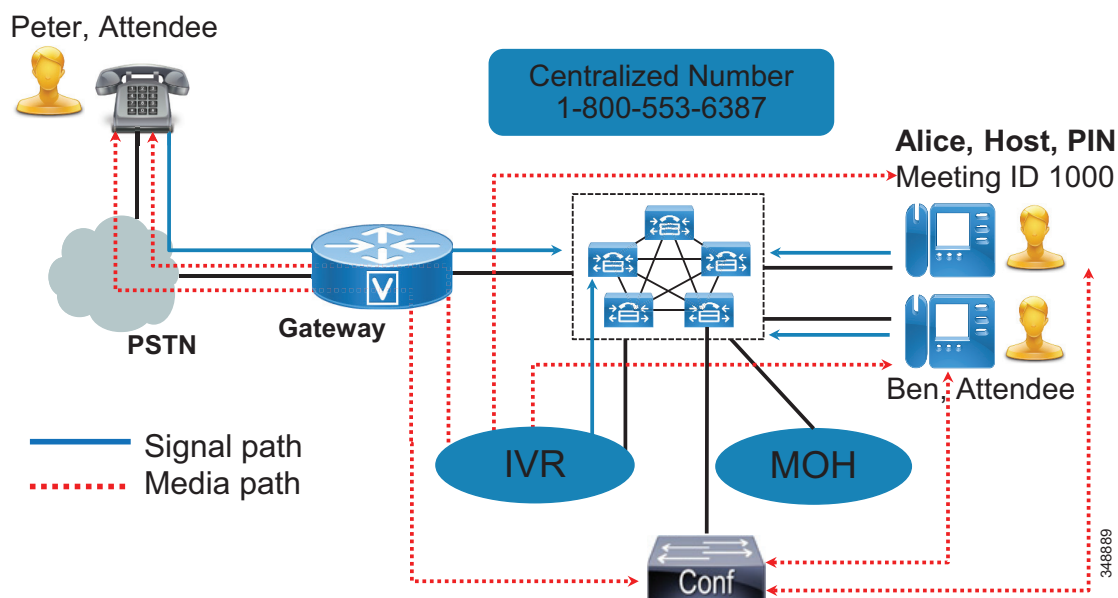 Peter, Attendee
Centralized Number
1-800-553-6387
Alice, Host, PIN
Meeting ID 1000
V
Gateway
PSTN
Ben, Attendee
Signal path
Media path
IVR
MOH
Conf
348889